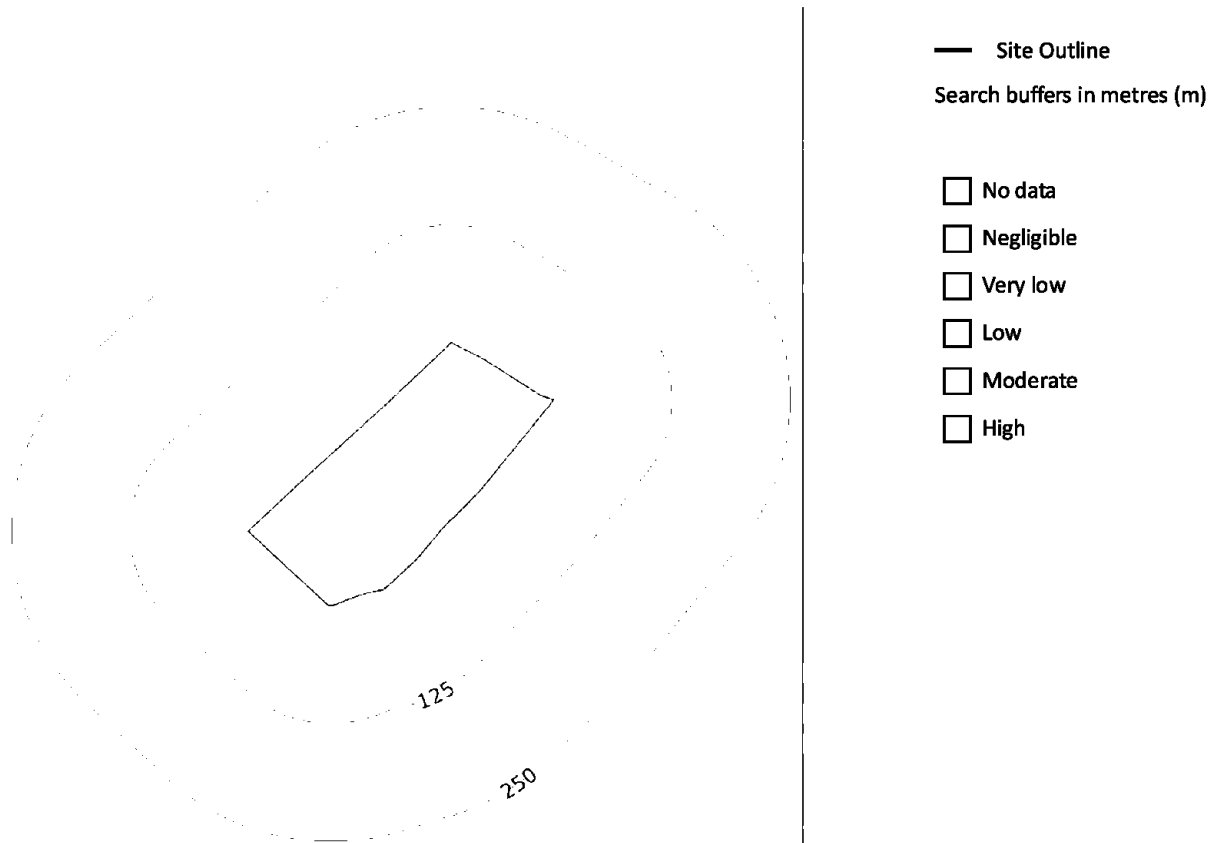 Site Outline
Search buffers in metres (m)
No data
Negligible
Very low
Low
Moderate
High
125
250